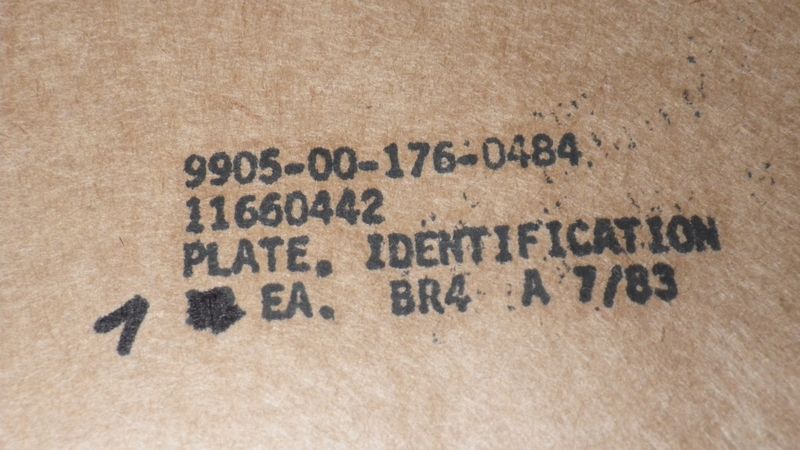 9905-00-176-0484
11660442
PLATE. IDENTIFICATION
1 EA. BR4 A 7/83